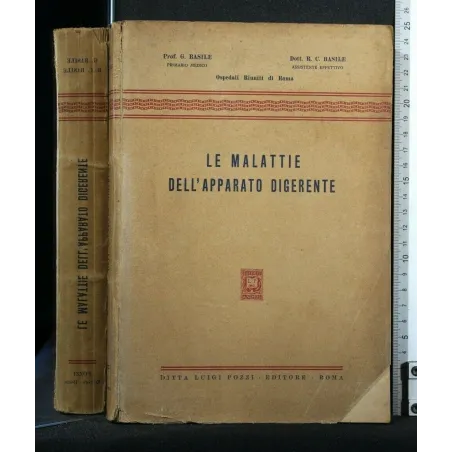 Prof. G. BASILE
PRIMARIO MEDICO
Dott. R. C. BASILE
ASSISTENTE EFFETTIVO
Ospedali Riuniti di Roma
LE MALATTIE
DELL'APPARATO DIGERENTE
DITTA LUIGI POZZI - EDITORE - ROMA
LE MALATTIE DELL'APPARATO DIGERENTE